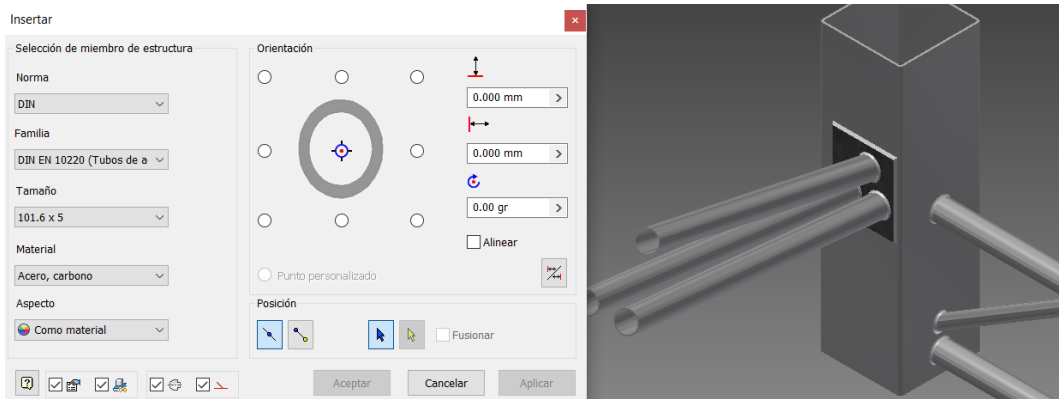 Insertar
Selección de miembro de estructura
Norma
DIN
Familia
DIN EN 10220 (Tubos de a
Tamaño
101.6 x 5
Material
Acero, carbono
Aspecto
Como material
Orientación
0.000 mm
0.000 mm
0.00 gr
Alinear
Punto personalizado
Posición
Fusionar
Aceptar
Cancelar
Aplicar